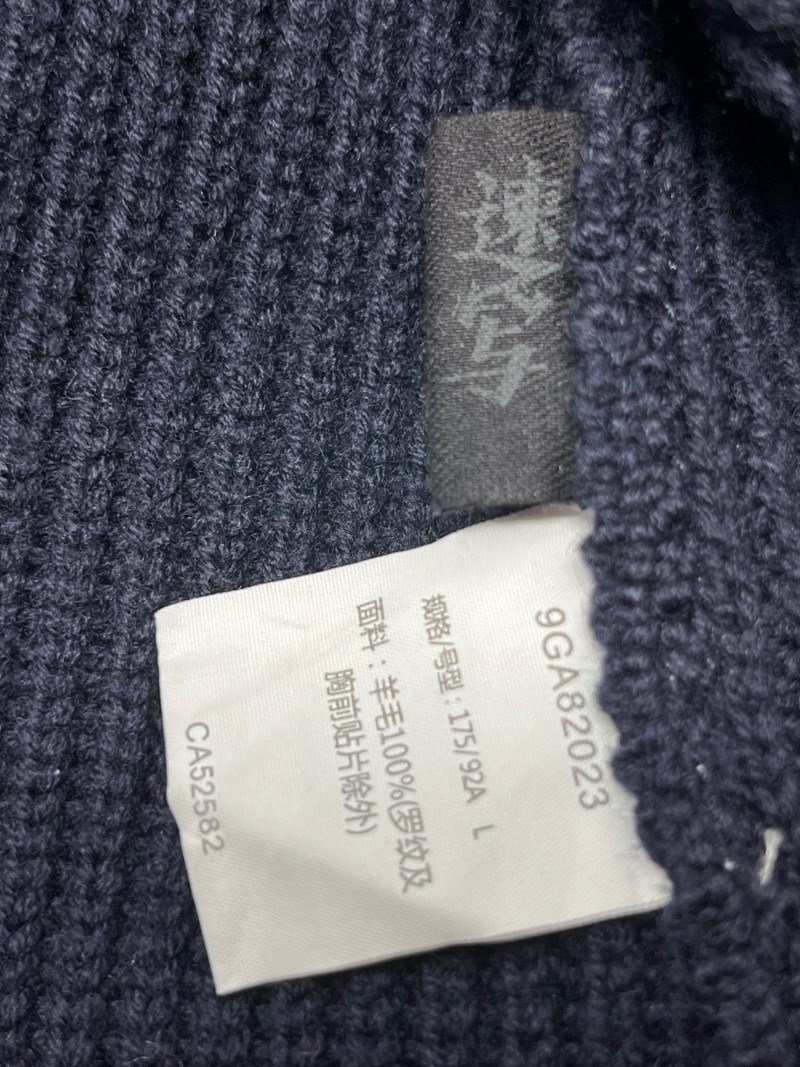 9GA82023
规格/号型：175/92A L
面料：羊毛100%(罗纹及
胸前贴片除外)
CA52582